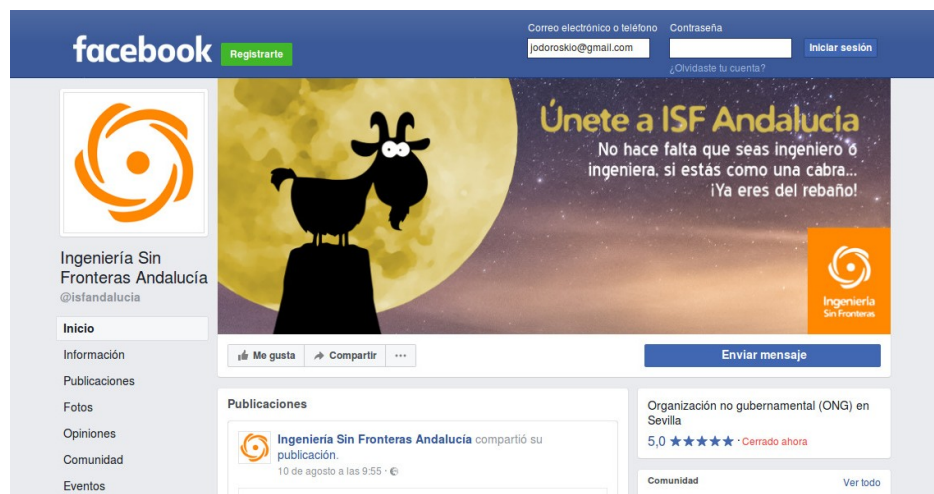 facebook
Registrarte
Correo electrónico o teléfono
Contraseña
jodoroskio@gmail.com
Iniciar sesión
¿Olvidaste tu cuenta?
Únete a ISF Andalucía
No hace falta que seas ingeniero o
ingeniera, si estás como una cabra...
¡Ya eres del rebaño!
Ingeniería
Sin Fronteras
Ingeniería Sin
Fronteras Andalucía
@isfandalucia
Inicio
Información
Publicaciones
Fotos
Opiniones
Comunidad
Eventos
Me gusta
Compartir
...
Enviar mensaje
Publicaciones
Ingeniería Sin Fronteras Andalucía compartió su
publicación.
10 de agosto a las 9:55 ·
Organización no gubernamental (ONG) en
Sevilla
5,0 ★★★★★ · Cerrado ahora
Comunidad
Ver todo